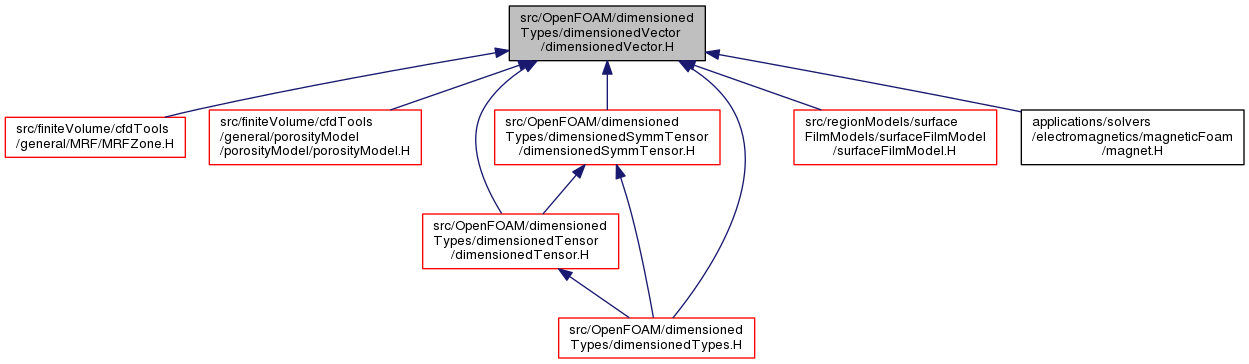 src/OpenFOAM/dimensioned
Types/dimensionedVector
/dimensionedVector.H
src/finiteVolume/cfdTools
/general/MRF/MRFZone.H
src/finiteVolume/cfdTools
/general/porosityModel
/porosityModel/porosityModel.H
src/OpenFOAM/dimensioned
Types/dimensionedSymmTensor
/dimensionedSymmTensor.H
src/regionModels/surface
FilmModels/surfaceFilmModel
/surfaceFilmModel.H
applications/solvers
/electromagnetics/magneticFoam
/magnet.H
src/OpenFOAM/dimensioned
Types/dimensionedTensor
/dimensionedTensor.H
src/OpenFOAM/dimensioned
Types/dimensionedTypes.H